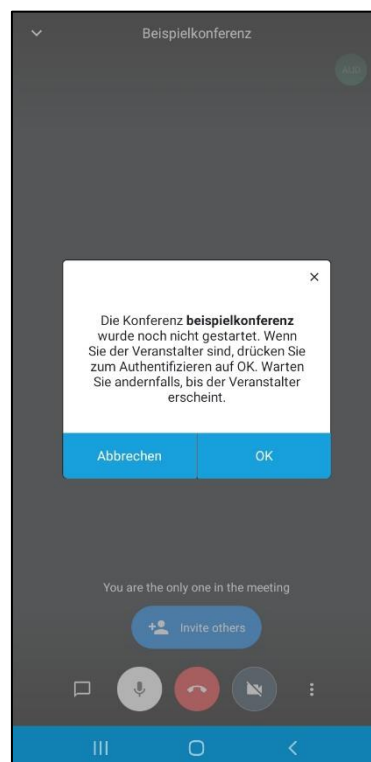 Beispielkonferenz
×
Die Konferenz beispielkonferenz
wurde noch nicht gestartet. Wenn
Sie der Veranstalter sind, drücken Sie
zum Authentifizieren auf OK. Warten
Sie andernfalls, bis der Veranstalter
erscheint.
Abbrechen OK
You are the only one in the meeting
Invite others